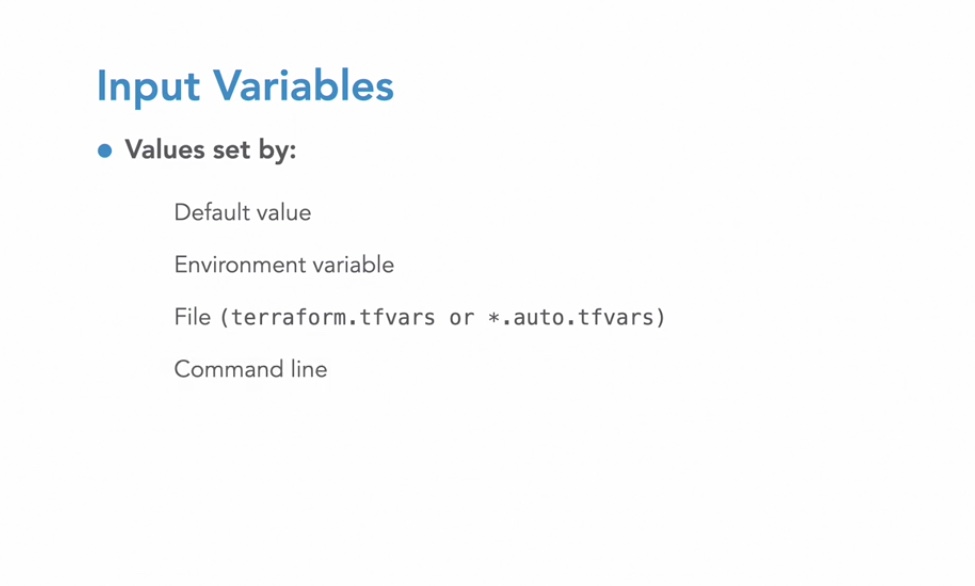 Input Variables
Values set by:
Default value
Environment variable
File (terraform.tfvars or *.auto.tfvars)
Command line